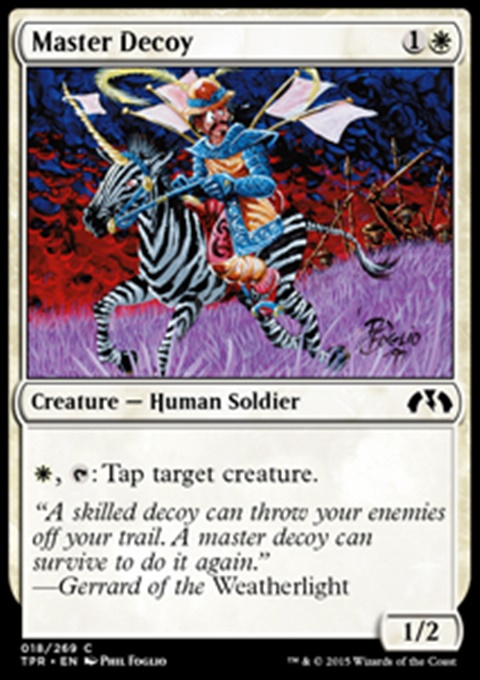 Master Decoy 1
P. FOGLIO
Creature — Human Soldier
, : Tap target creature.
“A skilled decoy can throw your enemies
off your trail. A master decoy can
survive to do it again.”
—Gerrard of the Weatherlight
1/2
018/269 C
TPR • EN Phil Foglio
™ & © 2015 Wizards of the Coast